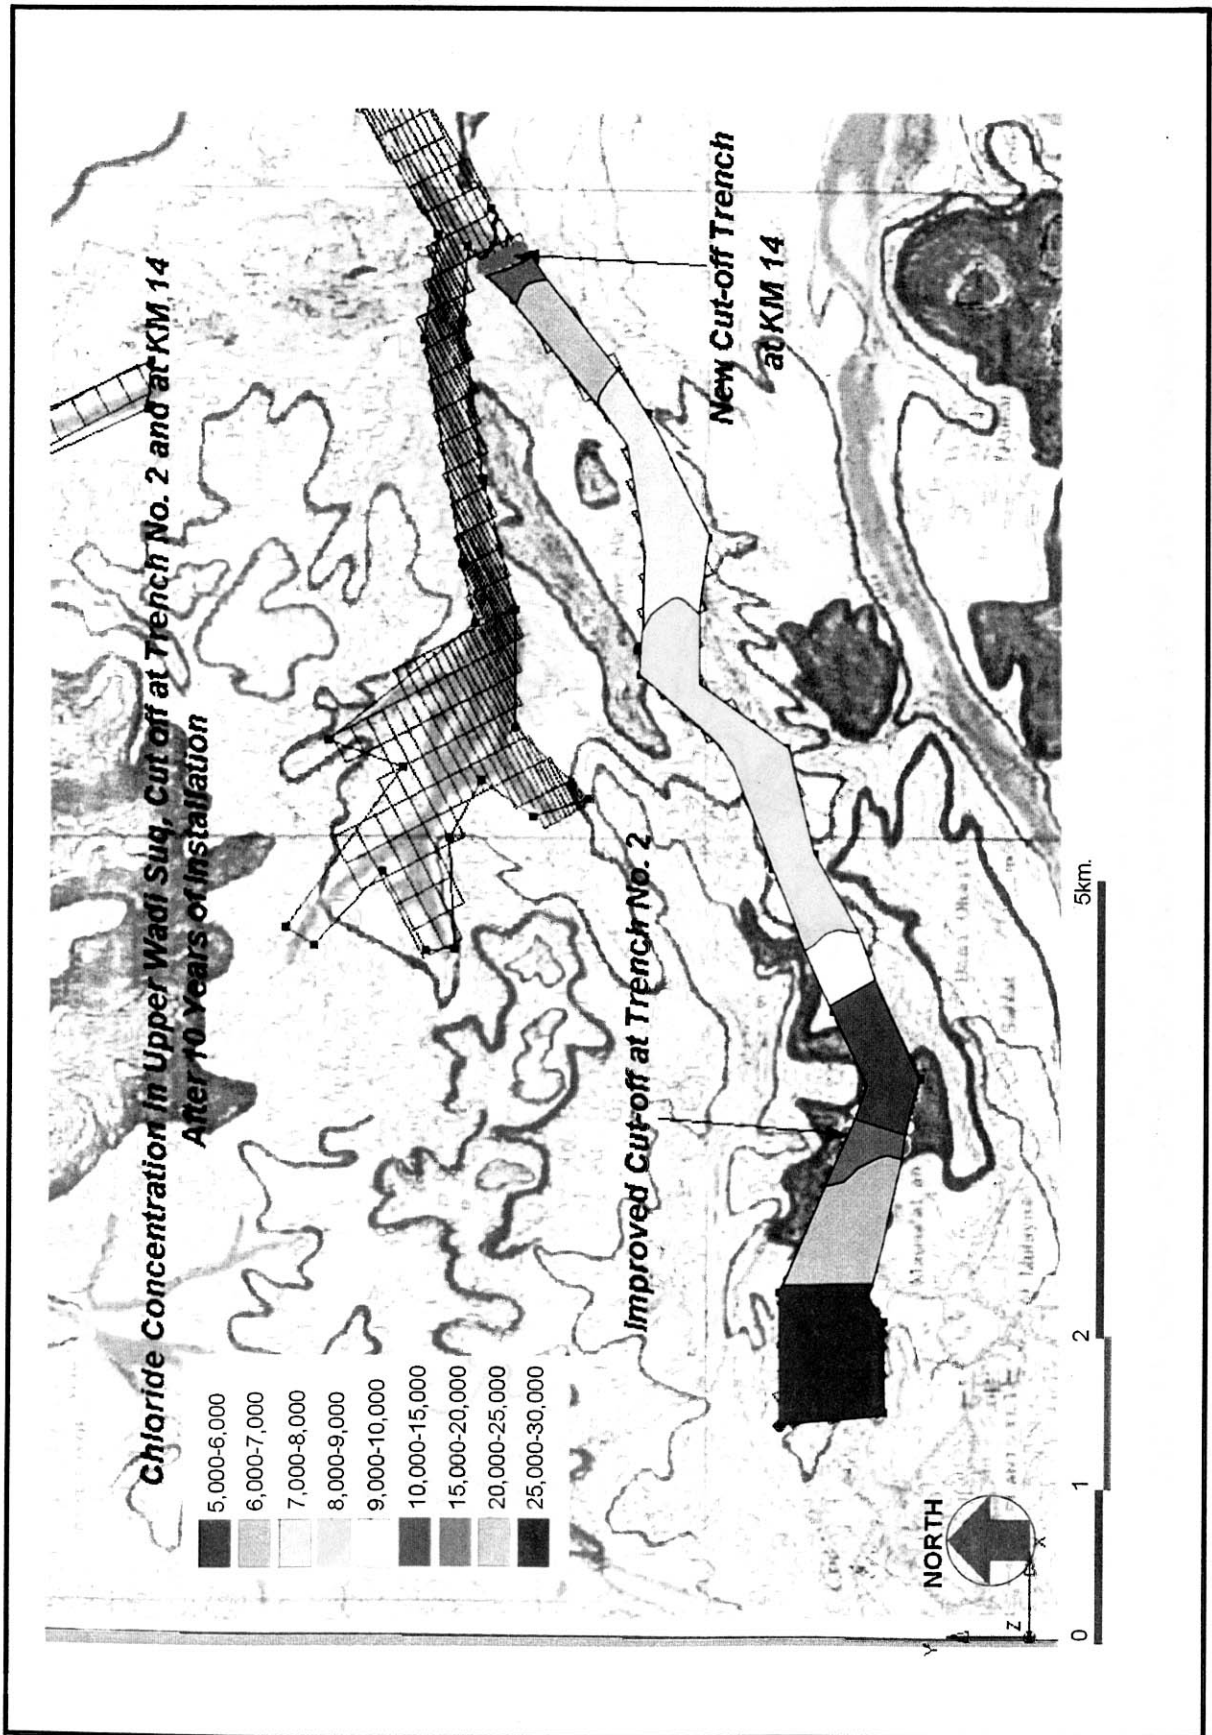 Chloride Concentration in Upper Wadi Suq, Cut off at Trench No. 2 and at KM 14
After 10 Years of Installation
5,000-6,000
6,000-7,000
7,000-8,000
8,000-9,000
9,000-10,000
10,000-15,000
15,000-20,000
20,000-25,000
25,000-30,000
Improved Cut-off at Trench No. 2
New Cut-off Trench
at KM 14
NORTH
Y
Z
X
0
1
2
5km.